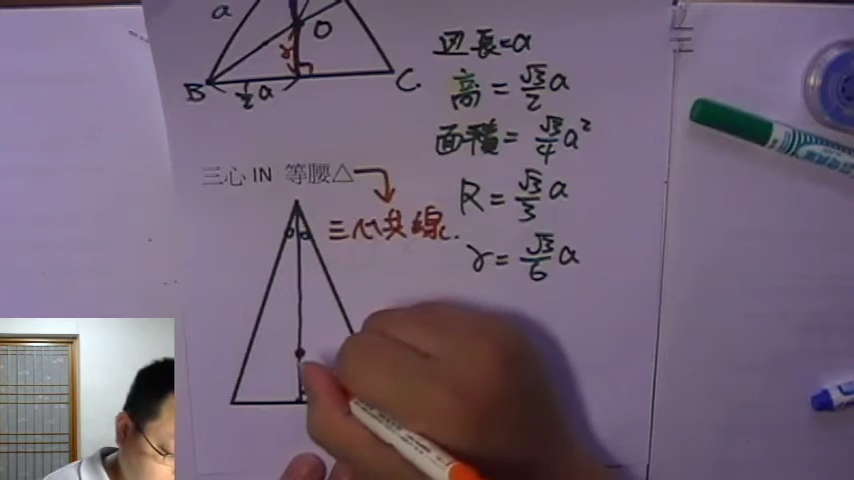 a
O
r
B
½a
C.
边長=a
高=√3/2 a
面積=√3/4 a²
三心 IN 等腰△
三心共線.
R=√3/3 a
r=√3/6 a